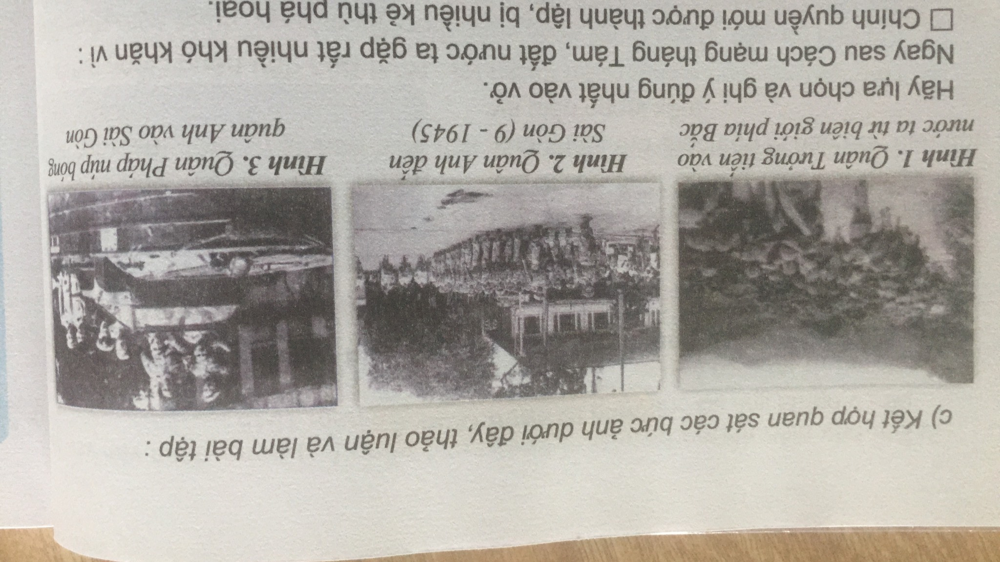 c) Kết hợp quan sát các bức ảnh dưới đây, thảo luận và làm bài tập :
Hình 1. Quân Tưởng tiến vào
nước ta từ biên giới phía Bắc
Hình 2. Quân Anh đến
Sài Gòn (9 - 1945)
Hình 3. Quân Pháp núp bóng
quân Anh vào Sài Gòn
Hãy lựa chọn và ghi ý đúng nhất vào vở.
Ngay sau Cách mạng tháng Tám, đất nước ta gặp rất nhiều khó khăn vì :
□ Chính quyền mới được thành lập, bị nhiều kẻ thù phá hoại.